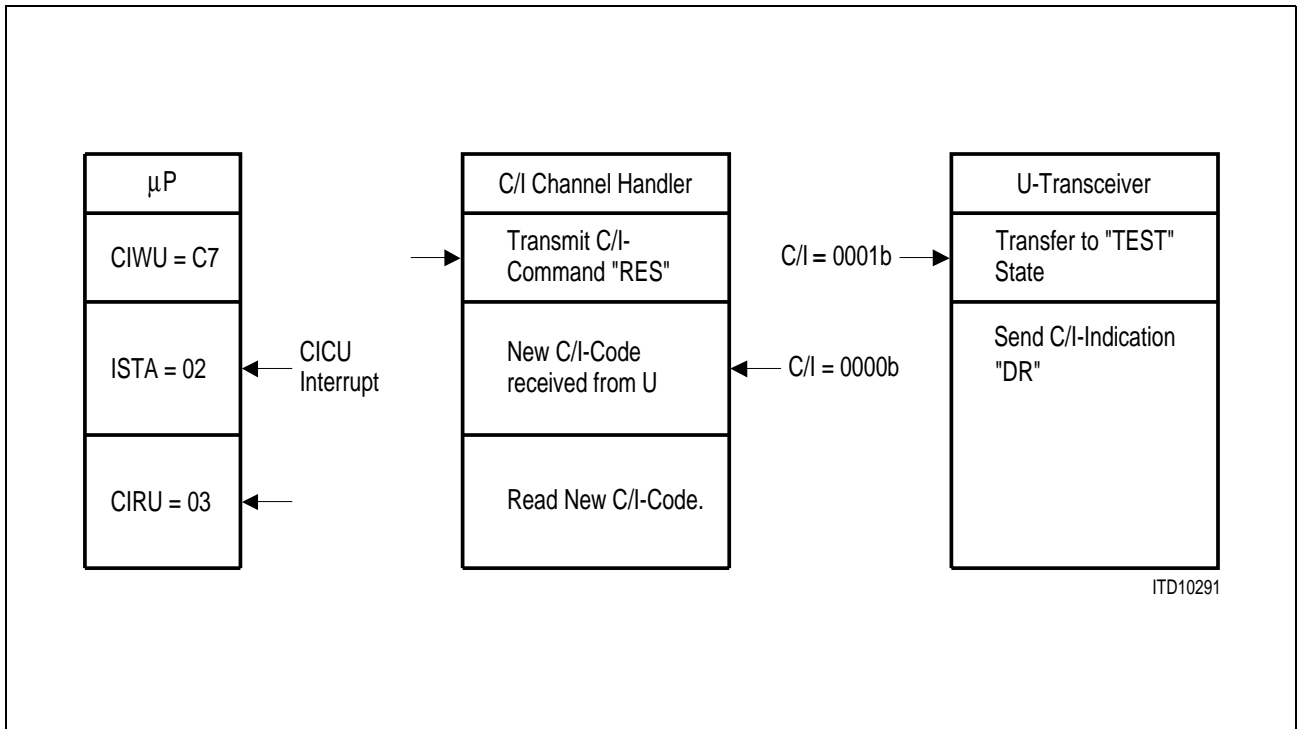 μP
C/I Channel Handler
U-Transceiver
CIWU = C7
Transmit C/I-
Command "RES"
C/I = 0001b
Transfer to "TEST"
State
ISTA = 02
CICU
Interrupt
New C/I-Code
received from U
C/I = 0000b
Send C/I-Indication
"DR"
CIRU = 03
Read New C/I-Code.
ITD10291